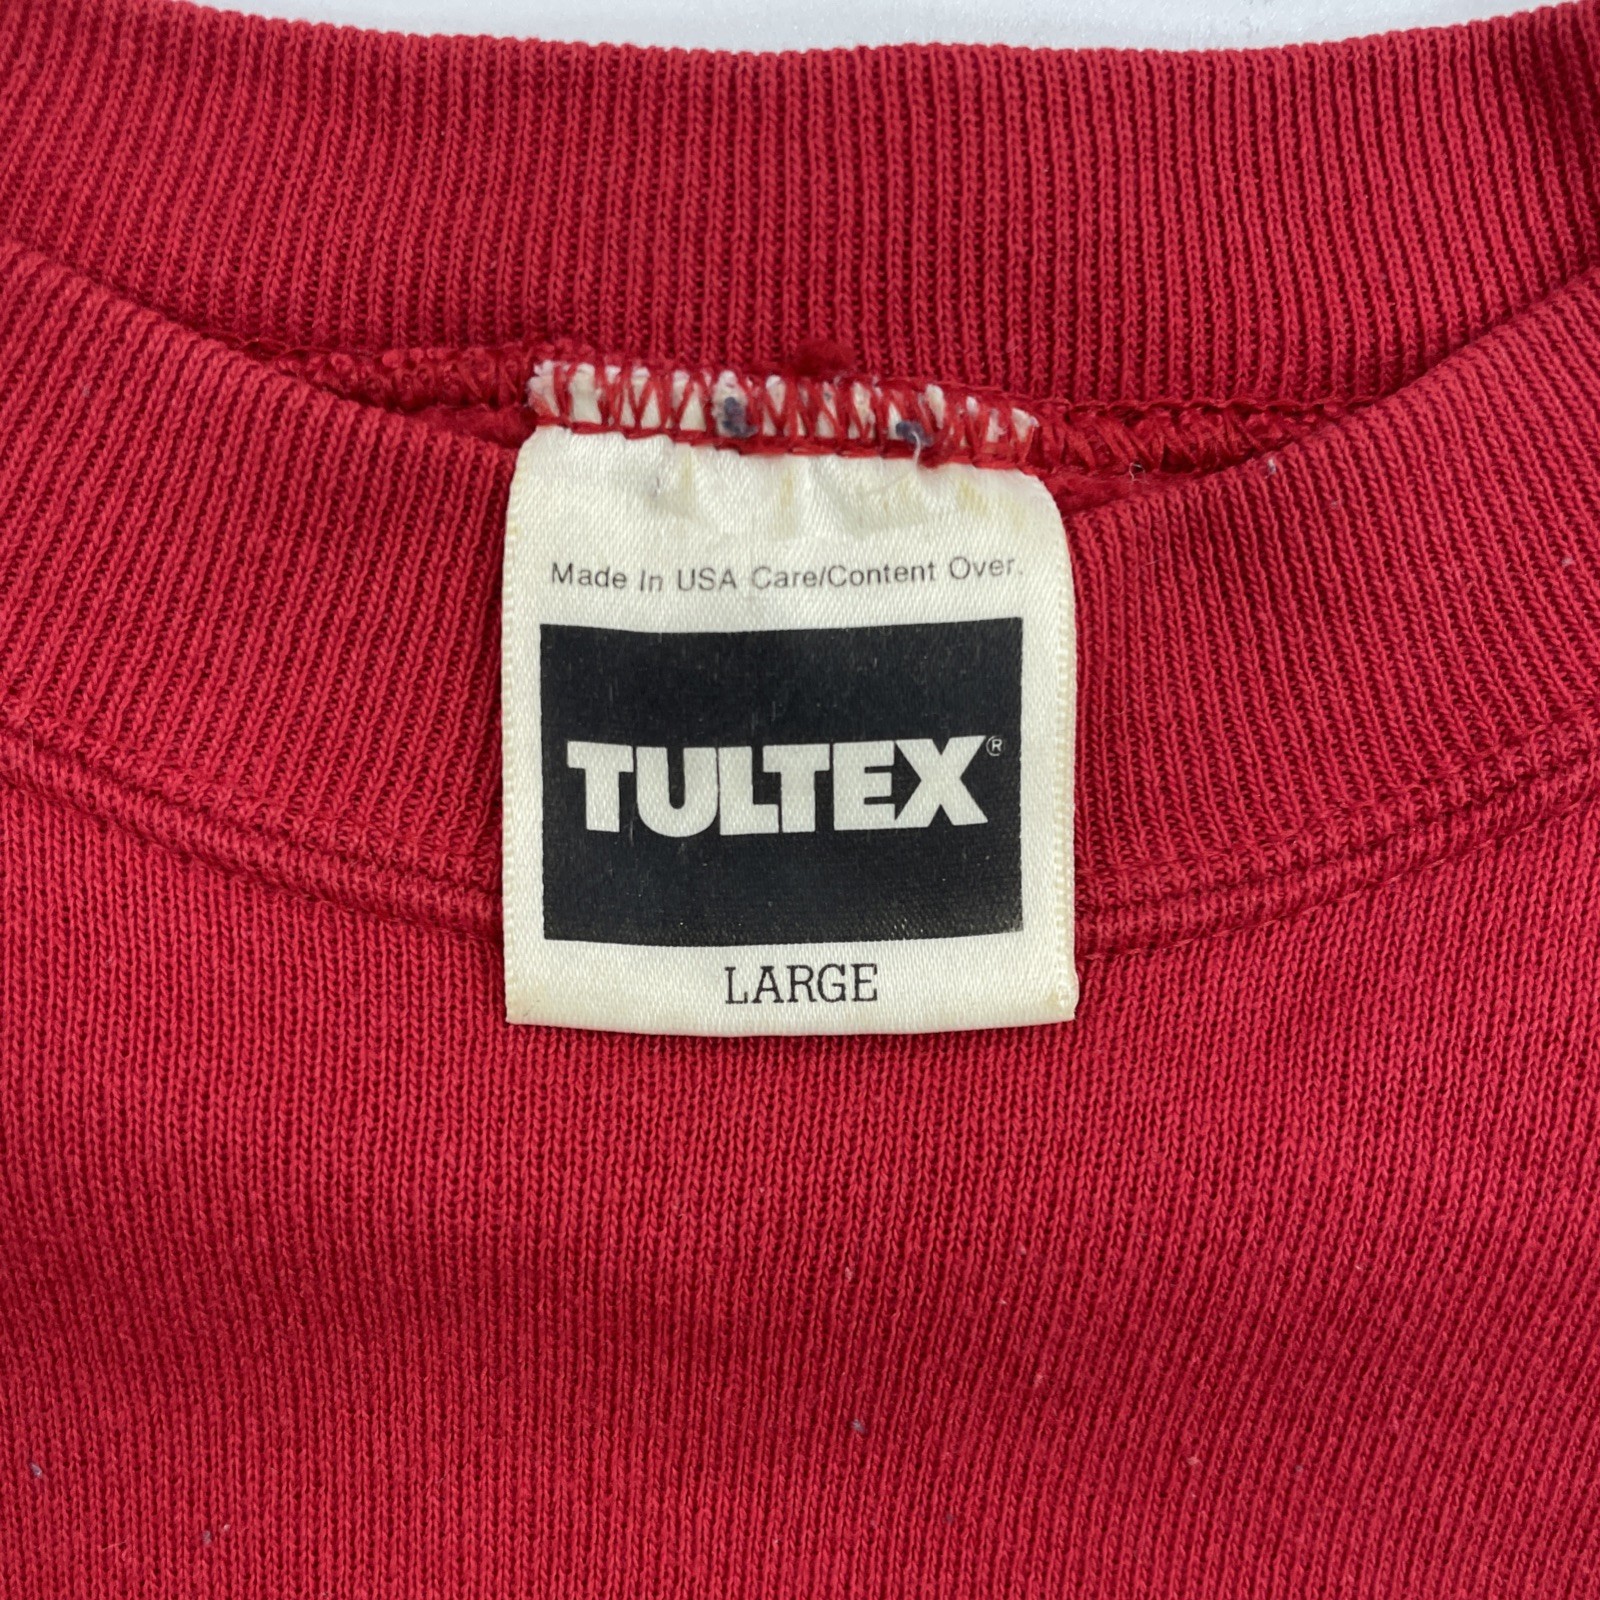 Made In USA Care/Content Over.
TULTEX®
LARGE